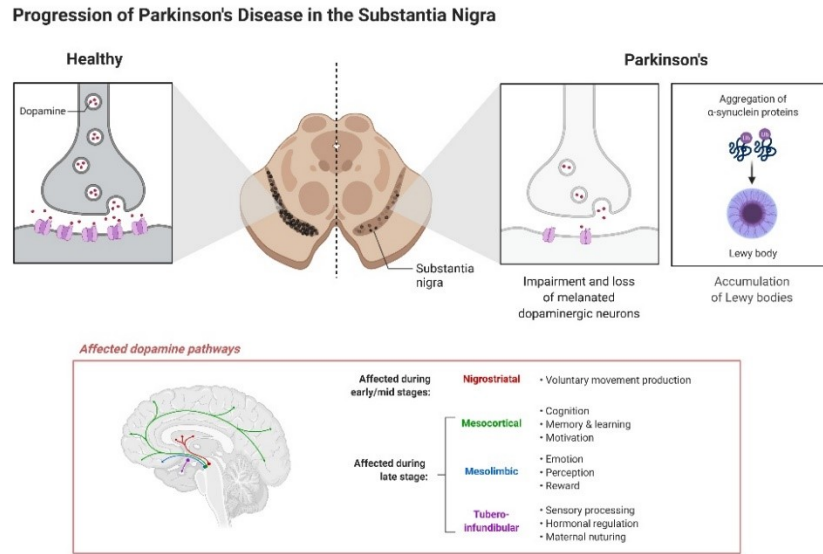 Progression of Parkinson's Disease in the Substantia Nigra
Healthy
Dopamine
Substantia
nigra
Parkinson's
Impairment and loss
of melanated
dopaminergic neurons
Aggregation of
α-synuclein proteins
Ub
Ub
Lewy body
Accumulation
of Lewy bodies
Affected dopamine pathways
Affected during
early/mid stages:
Nigrostriatal
• Voluntary movement production
Affected during
late stage:
Mesocortical
• Cognition
• Memory & learning
• Motivation
Mesolimbic
• Emotion
• Perception
• Reward
Tubero-
infundibular
• Sensory processing
• Hormonal regulation
• Maternal nuturing